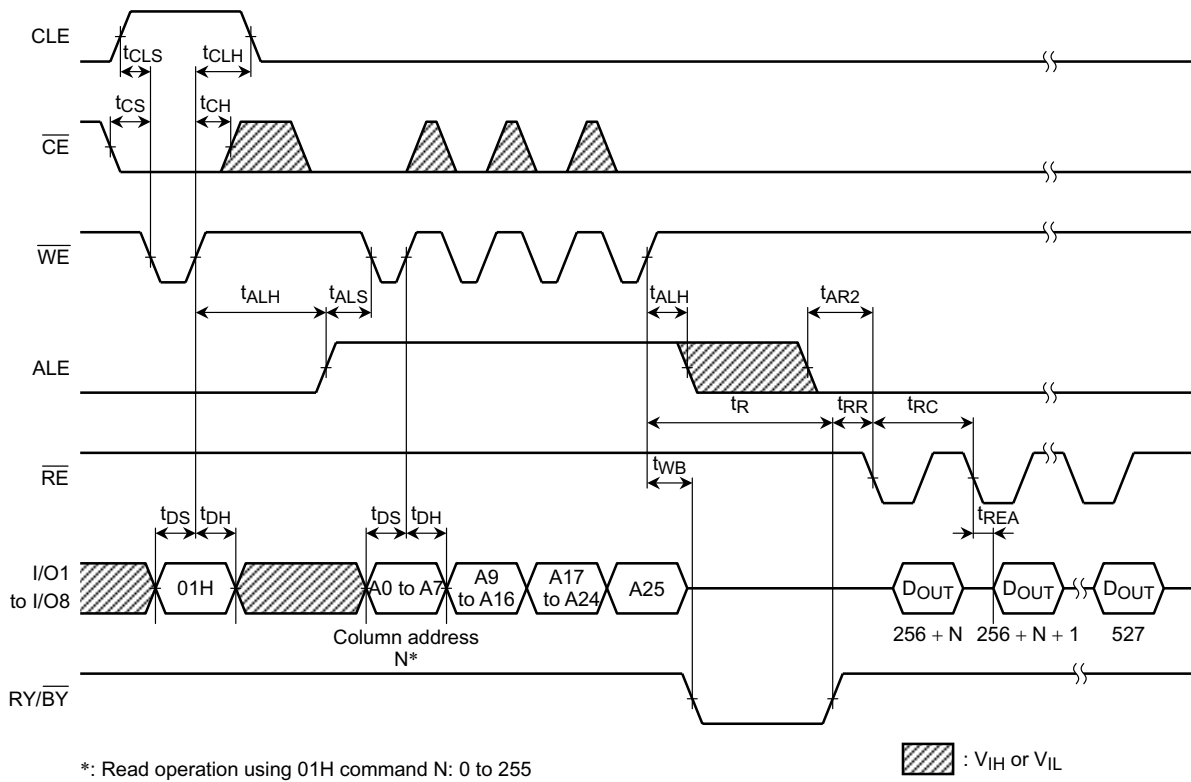 CLE
tCLS
tCLH
tCS
tCH
CE
WE
tALH
tALS
tALH
tAR2
ALE
tR
tRR
tRC
RE
tWB
tDS
tDH
tDS
tDH
tREA
I/O1
to I/O8
01H
A0 to A7
A9
to A16
A17
to A24
A25
DOUT
DOUT
DOUT
256 + N
256 + N + 1
527
Column address
N*
RY/BY
*: Read operation using 01H command N: 0 to 255
: VIH or VIL